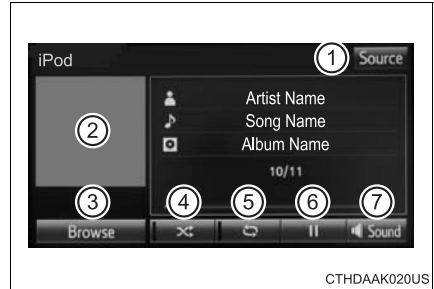 iPod
1
Source
2
Artist Name
Song Name
Album Name
10/11
3
4
5
6
7
Browse
Sound
CTHDAAK020US